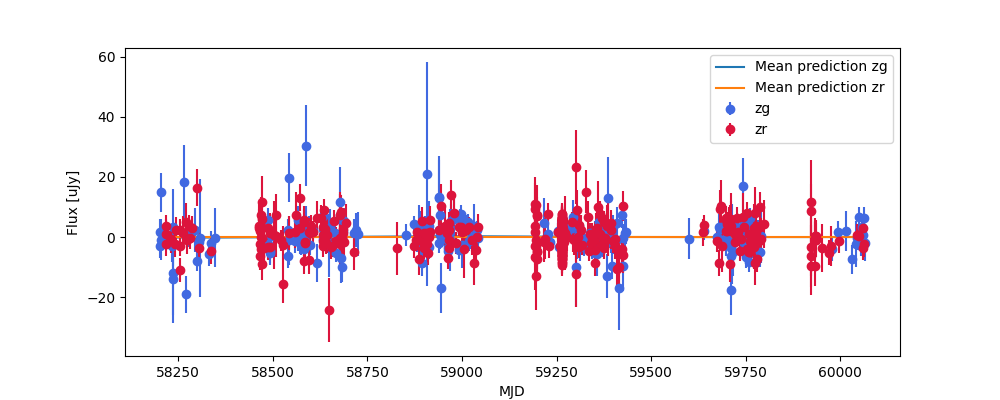 60
40
20
0
−20
Flux [uJy]
Mean prediction zg
Mean prediction zr
zg
zr
58250 58500 58750 59000 59250 59500 59750 60000
MJD